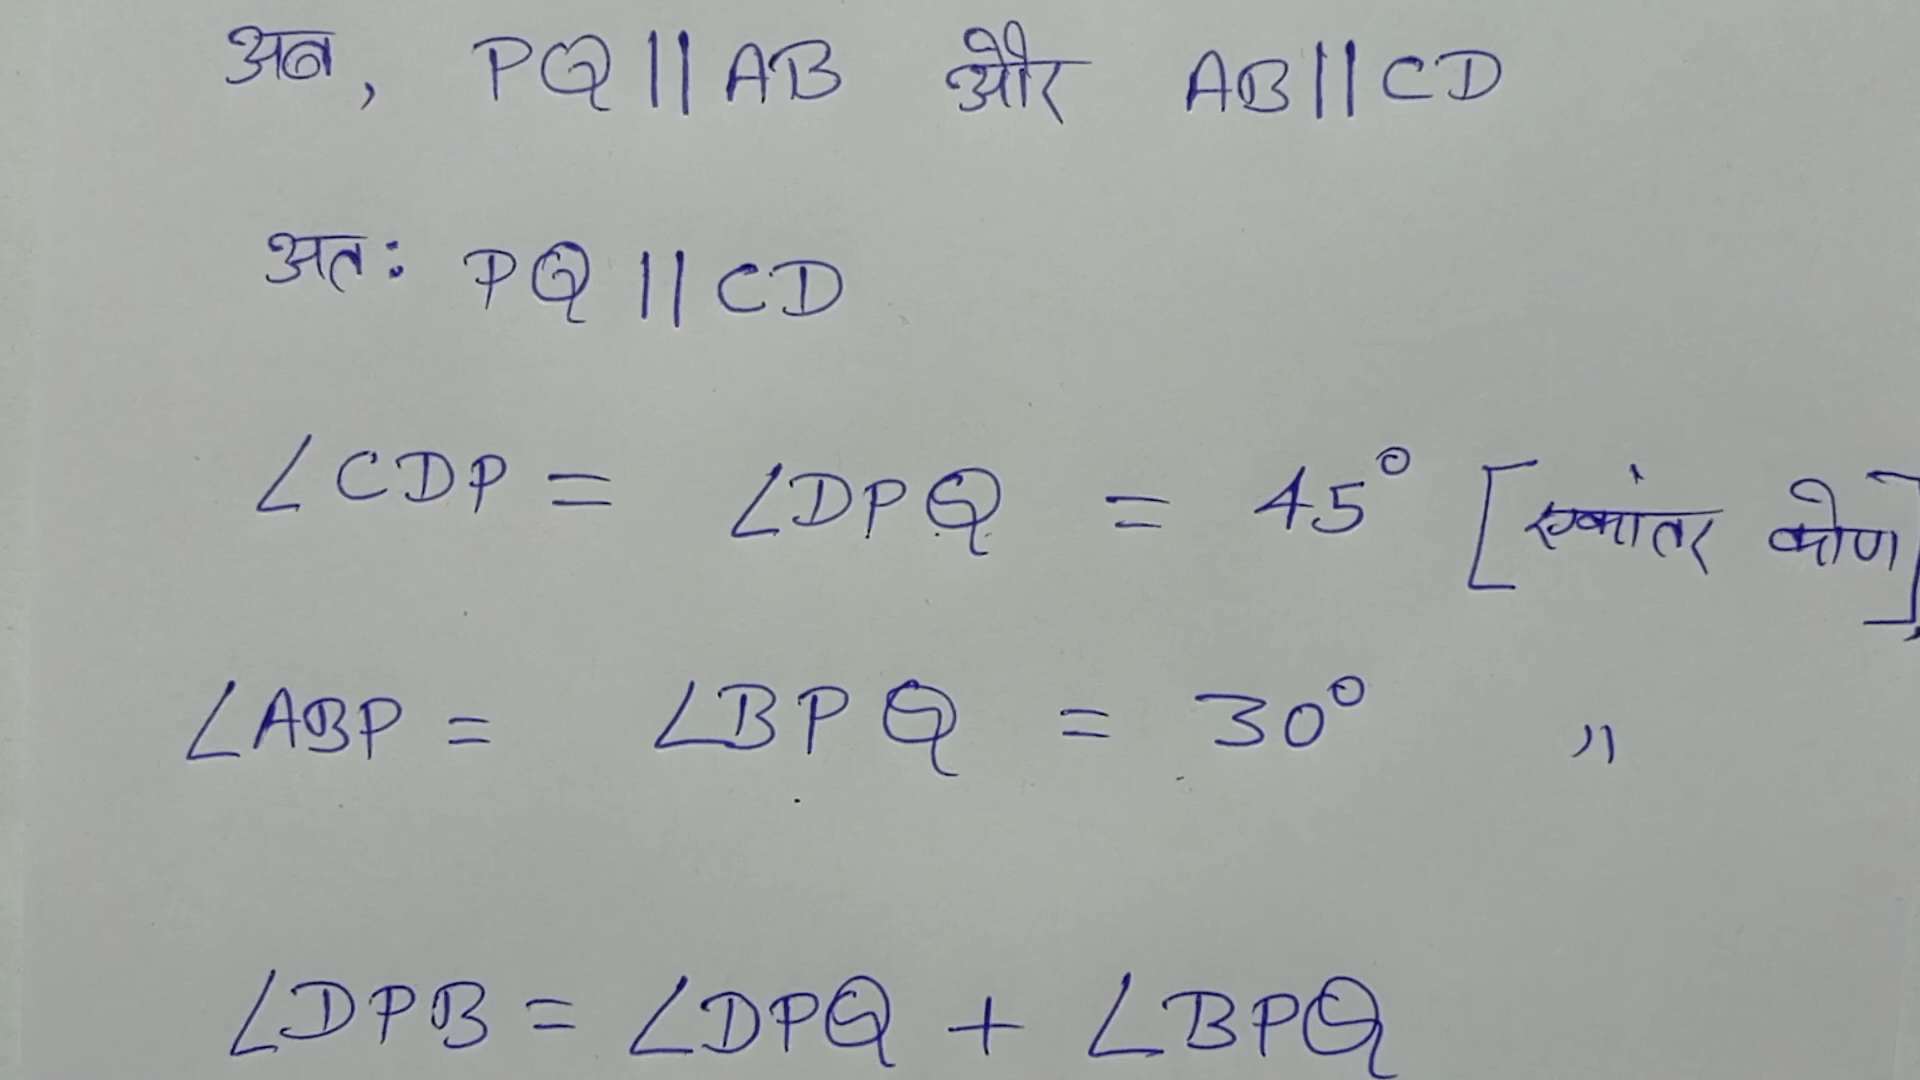 अब, PQ || AB और AB || CD
अतः PQ || CD
∠CDP = ∠DPQ = 45° [एकांतर कोण]
∠ABP = ∠BPQ = 30° ,,
∠DPB = ∠DPQ + ∠BPQ